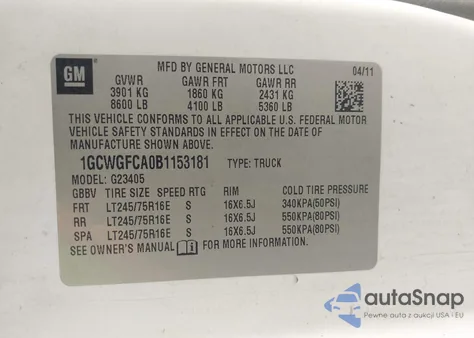 GM
MFD BY GENERAL MOTORS LLC 04/11
GVWR GAWR FRT GAWR RR
3901 KG 1860 KG 2431 KG
8600 LB 4100 LB 5360 LB
THIS VEHICLE CONFORMS TO ALL APPLICABLE U.S. FEDERAL MOTOR
VEHICLE SAFETY STANDARDS IN EFFECT ON THE DATE OF
MANUFACTURE SHOWN ABOVE.
1GCWGFCA0B1153181 TYPE: TRUCK
MODEL: G23405
GBBV TIRE SIZE SPEED RTG RIM COLD TIRE PRESSURE
FRT LT245/75R16E S 16X6.5J 340KPA(50PSI)
RR LT245/75R16E S 16X6.5J 550KPA(80PSI)
SPA LT245/75R16E S 16X6.5J 550KPA(80PSI)
SEE OWNER'S MANUAL FOR MORE INFORMATION.
autoSnap
Pewne auta z dojazdem z USA i EU